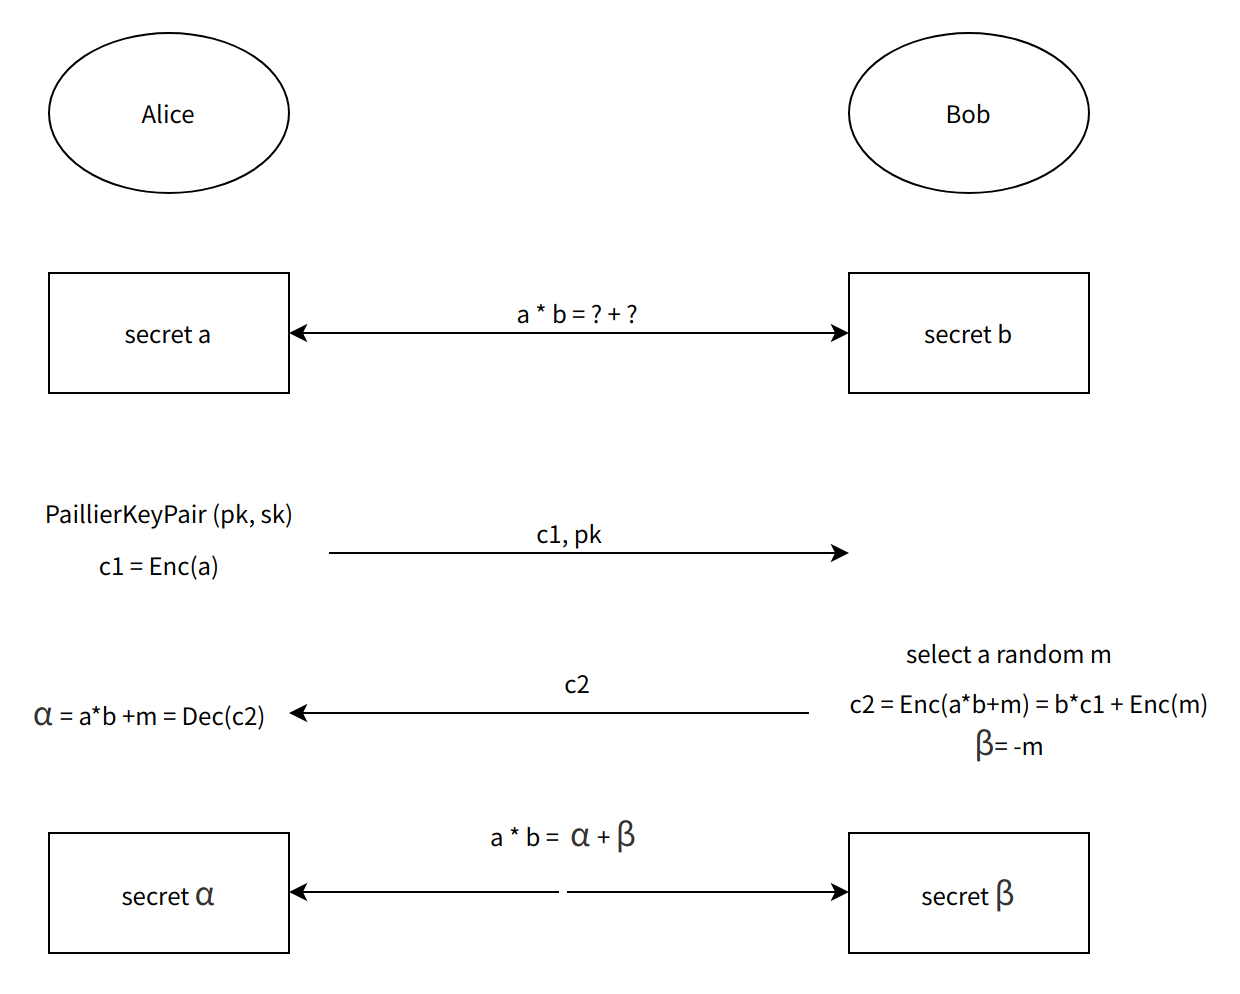 Alice
Bob
a * b = ? + ?
secret a
secret b
PaillierKeyPair (pk, sk)
c1, pk
c1 = Enc(a)
select a random m
c2
c2 = Enc(a*b+m) = b*c1 + Enc(m)
α = a*b +m = Dec(c2)
β= -m
a * b = α + β
secret α
secret β